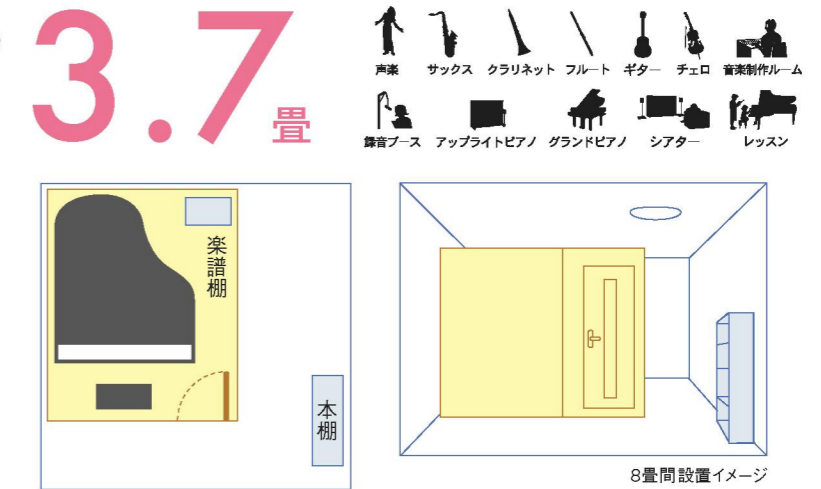 3.7畳
声楽 サックス クラリネット フルート ギター チェロ 音楽制作ルーム
録音ブース アップライトピアノ グランドピアノ シアター レッスン
楽譜棚
本棚
8畳間設置イメージ